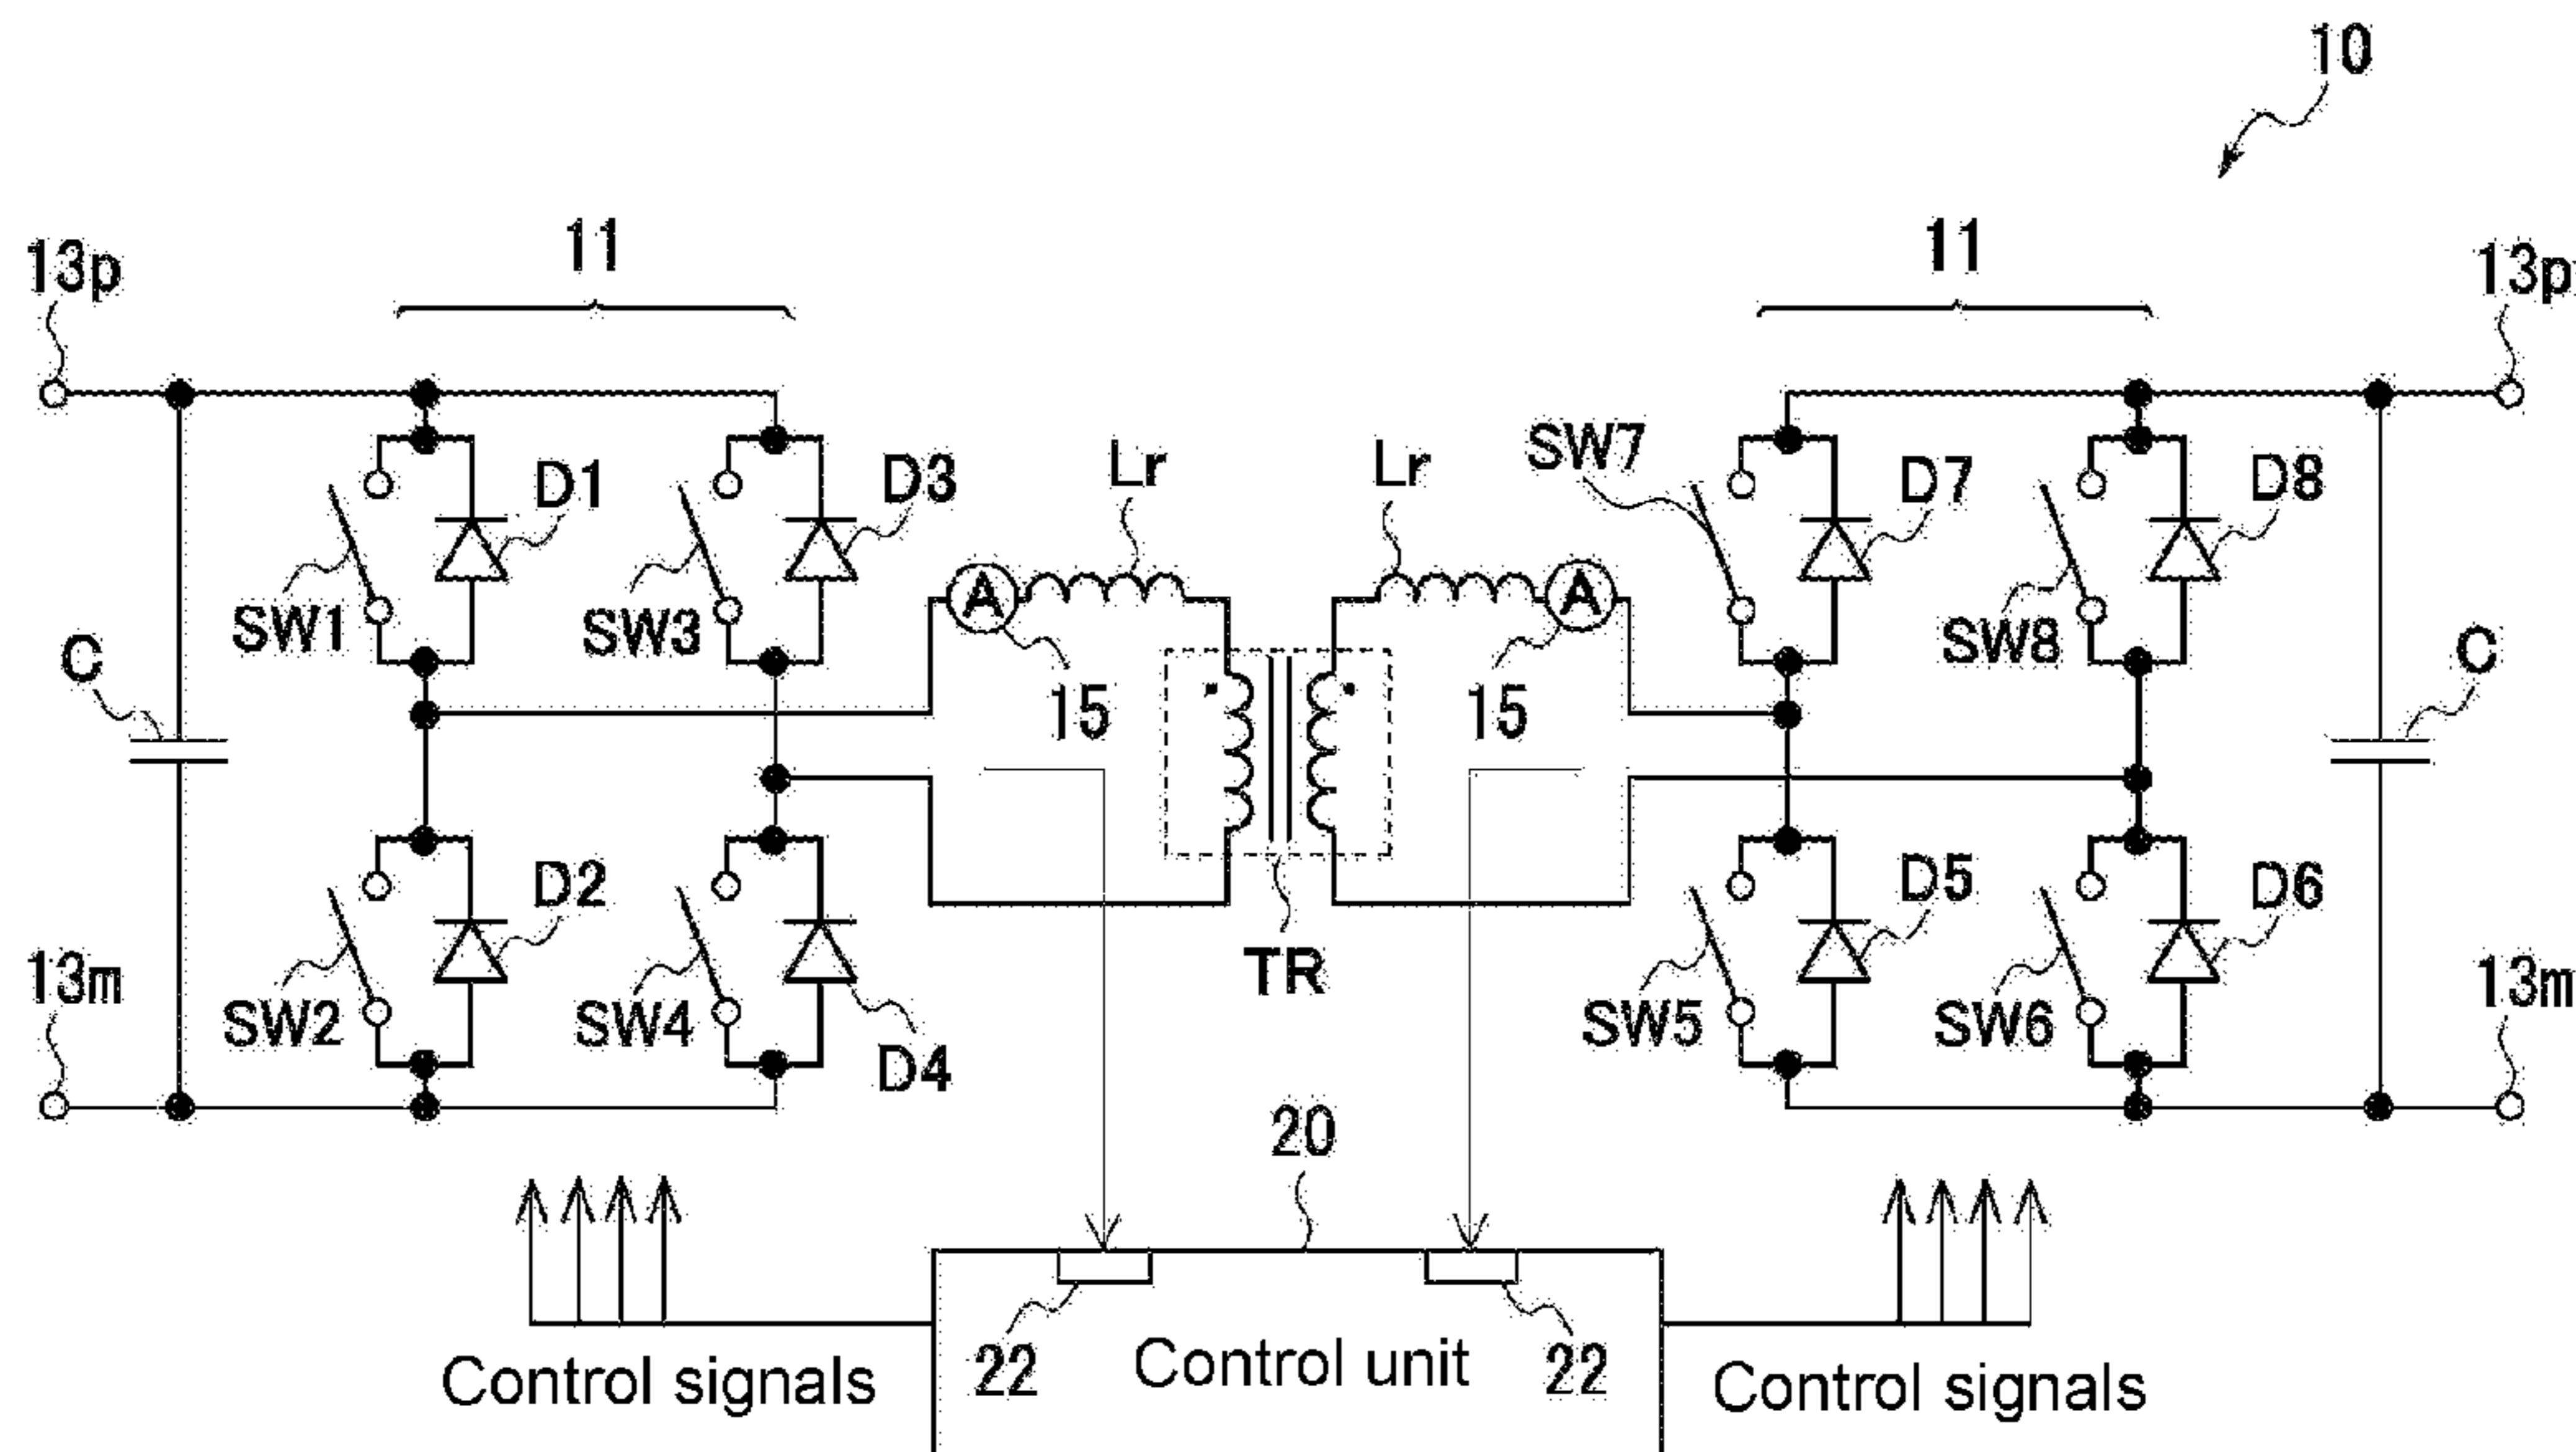 10
11
11
13p
13p
SW7
Lr
Lr
D1
D3
D7
D8
SW1
SW3
SW8
C
C
A
A
15
15
D2
D5
D6
13m
TR
13m
SW2
SW4
SW5
SW6
D4
20
22
Control unit
22
Control signals
Control signals